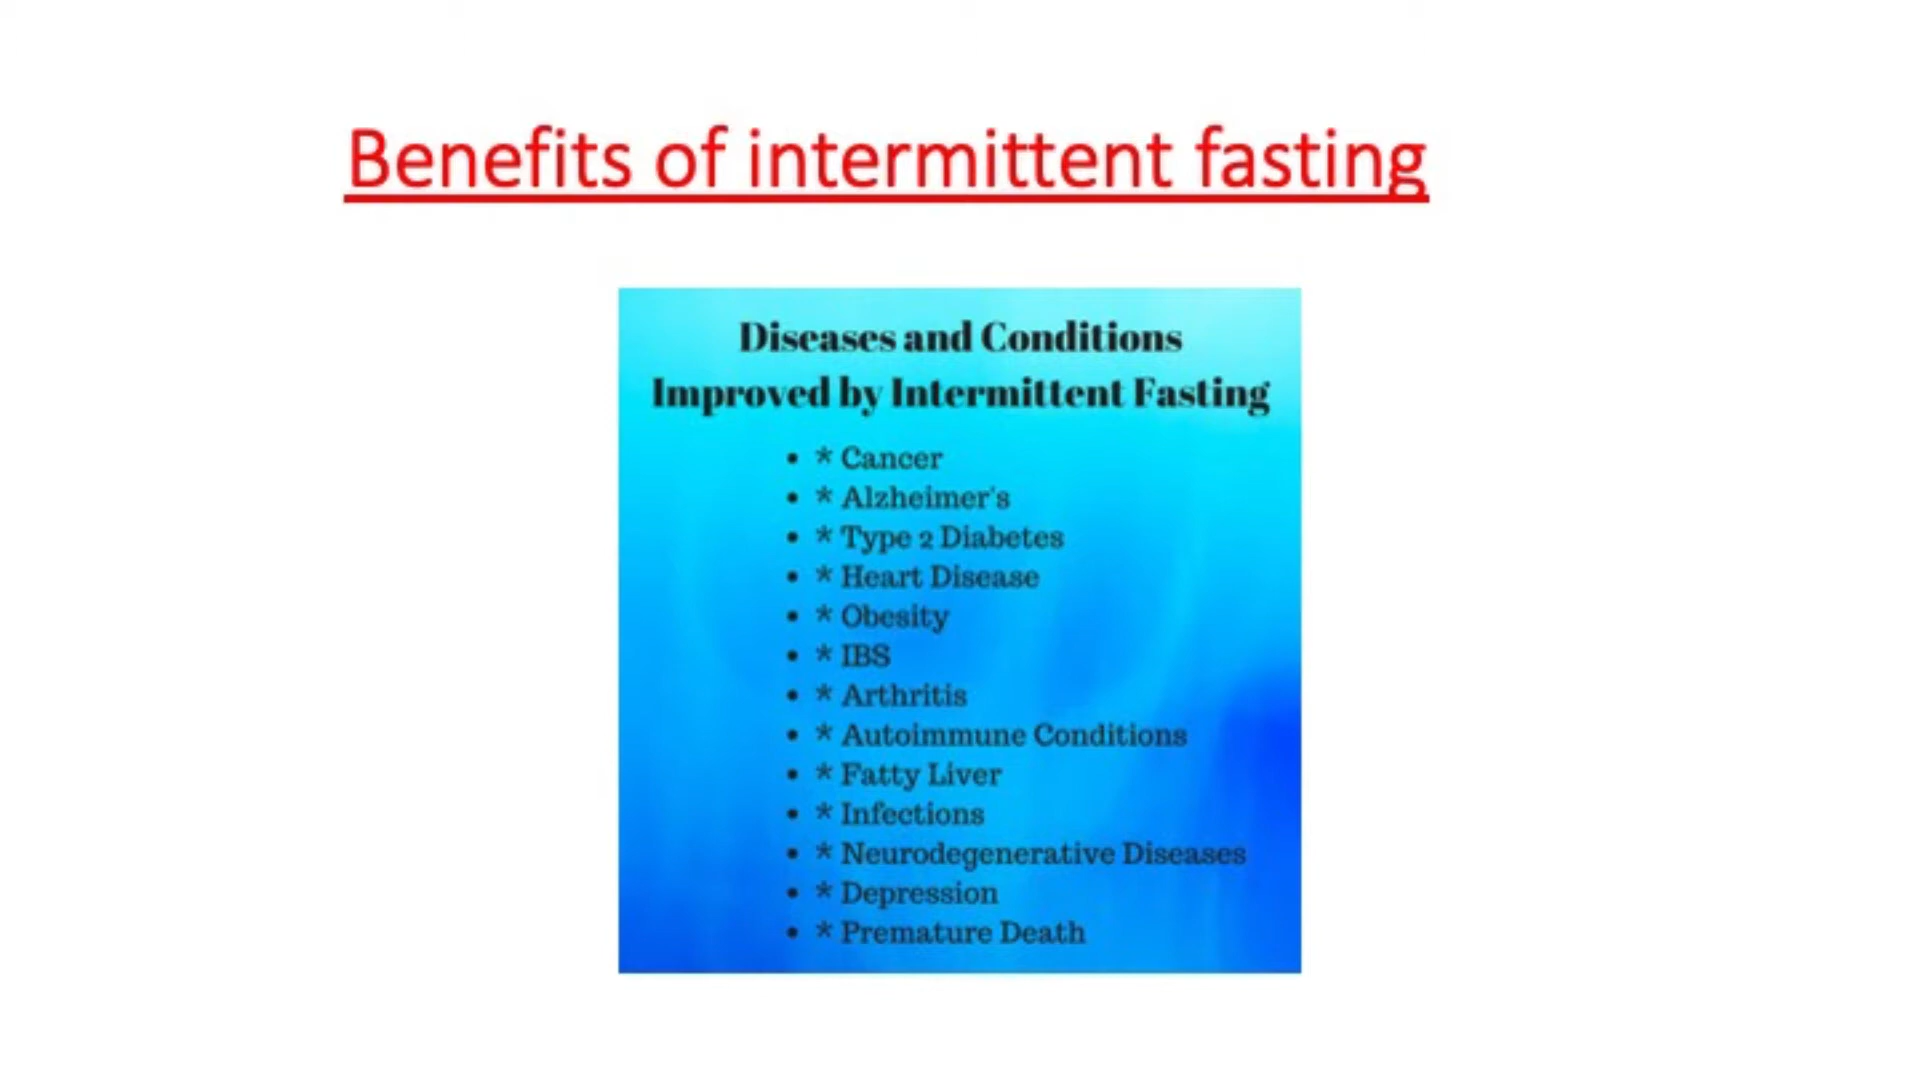 Benefits of intermittent fasting
Diseases and Conditions
Improved by Intermittent Fasting
• * Cancer
• * Alzheimer's
• * Type 2 Diabetes
• * Heart Disease
• * Obesity
• * IBS
• * Arthritis
• * Autoimmune Conditions
• * Fatty Liver
• * Infections
• * Neurodegenerative Diseases
• * Depression
• * Premature Death